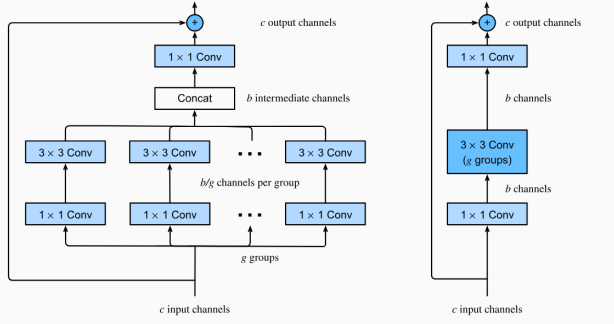 +
c output channels
1 × 1 Conv
Concat
b intermediate channels
3 × 3 Conv
3 × 3 Conv
...
3 × 3 Conv
b/g channels per group
1 × 1 Conv
1 × 1 Conv
...
1 × 1 Conv
g groups
c input channels
+
c output channels
1 × 1 Conv
b channels
3 × 3 Conv
(g groups)
b channels
1 × 1 Conv
c input channels